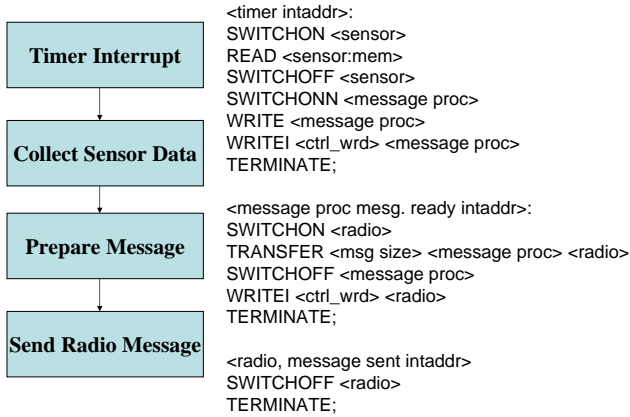 Timer Interrupt
Collect Sensor Data
Prepare Message
Send Radio Message
<timer intaddr>:
SWITCHON <sensor>
READ <sensor:mem>
SWITCHOFF <sensor>
SWITCHONN <message proc>
WRITE <message proc>
WRITEI <ctrl_wrd> <message proc>
TERMINATE;
<message proc mesg. ready intaddr>:
SWITCHON <radio>
TRANSFER <msg size> <message proc> <radio>
SWITCHOFF <message proc>
WRITEI <ctrl_wrd> <radio>
TERMINATE;
<radio, message sent intaddr>
SWITCHOFF <radio>
TERMINATE;